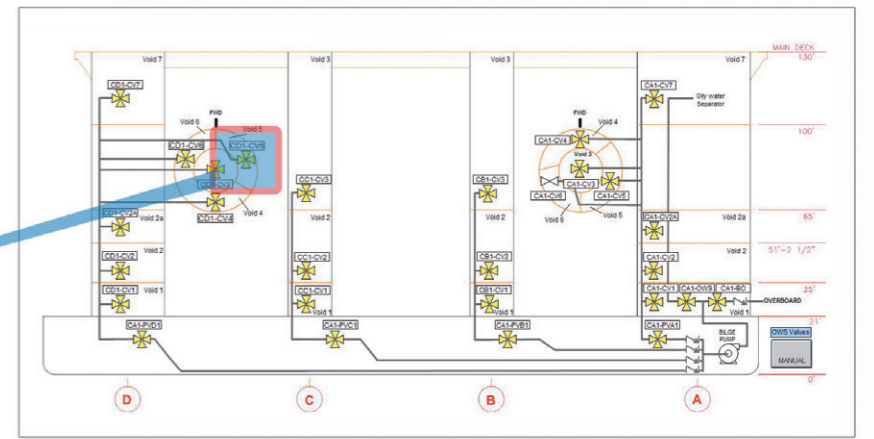 MAIN DECK
Void 7
Void 3
Void 3
Void 7
130'
CD1-CV7
CA1-CV7
Oily water
Separator
FWD
Void 6
Void 5
FWD
Void 4
100'
CD1-CV6
CD1-CV5
CA1-CV4
Void 3
CD1-CV3
CC1-CV3
CB1-CV3
CA1-CV3
CA1-CV6
CA1-CV5
CD1-CV4
Void 4
Void 6
Void 5
Void 2a
Void 2
Void 2
CA1-CV2A
Void 2a
65'
Void 2
Void 2
51'-2 1/2"
CD1-CV2
CC1-CV2
CB1-CV2
CA1-CV2
35'
CD1-CV1
Void 1
CC1-CV1
CB1-CV1
CA1-CV1
CA1-OWS
CA1-BO
OVERBOARD
Void 1
Void 1
Void 1
21'
CA1-PVD1
CA1-PVC1
CA1-PVB1
CA1-PVA1
BILGE
PUMP
OWS Valves
MANUAL
0'
D
C
B
A